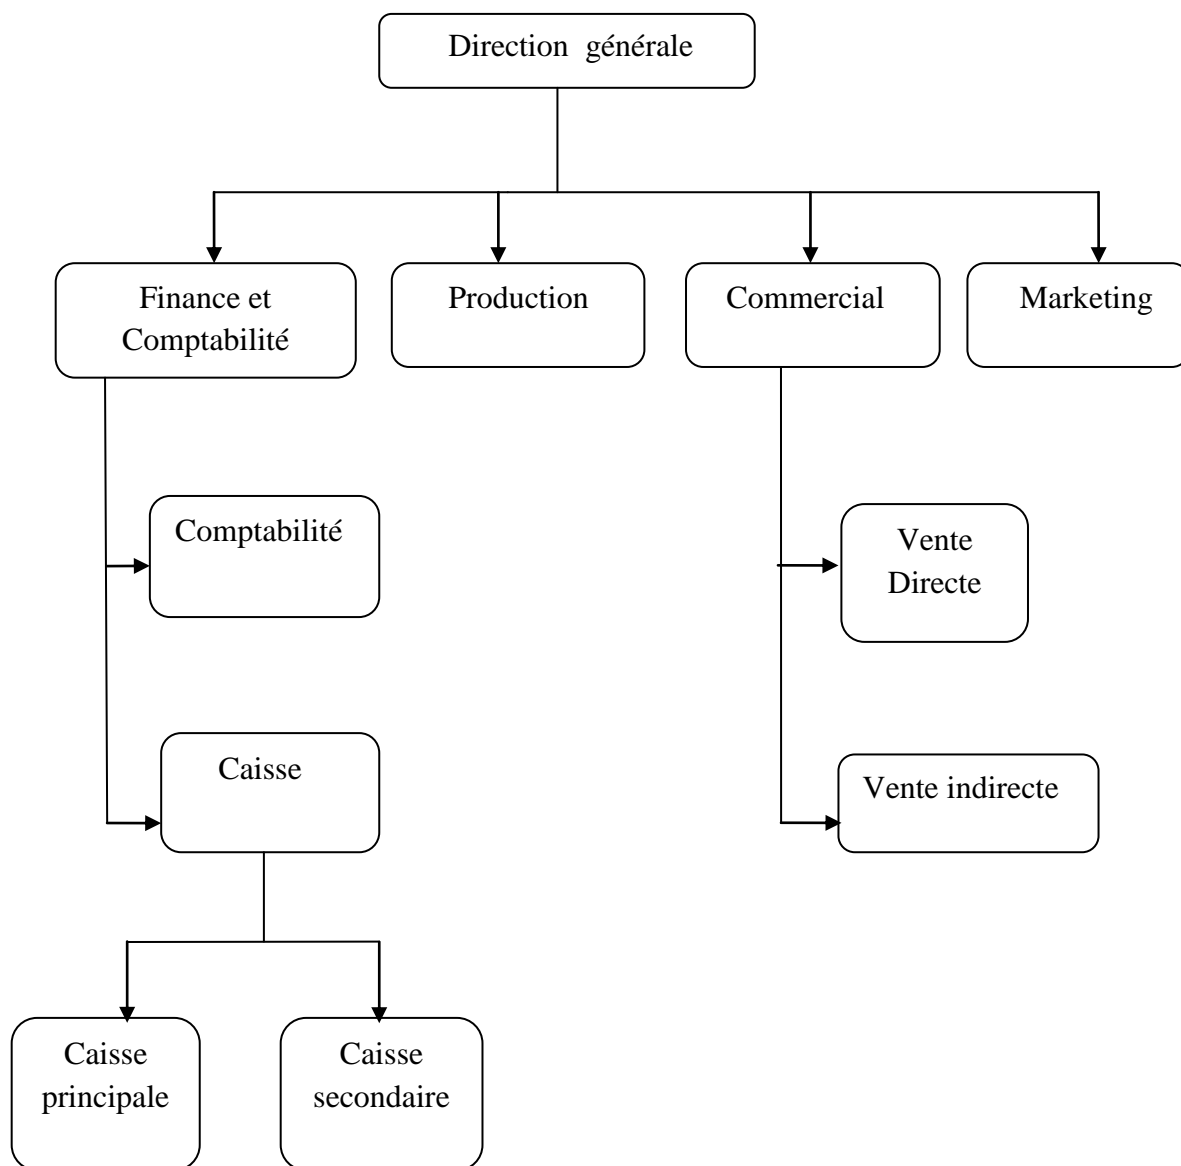 Direction générale
Finance et
Comptabilité
Production
Commercial
Marketing
Comptabilité
Vente
Directe
Caisse
Vente indirecte
Caisse
principale
Caisse
secondaire